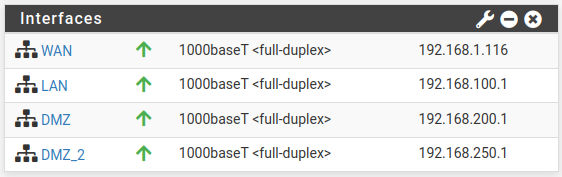 Interfaces
WAN 1000baseT <full-duplex> 192.168.1.116
LAN 1000baseT <full-duplex> 192.168.100.1
DMZ 1000baseT <full-duplex> 192.168.200.1
DMZ_2 1000baseT <full-duplex> 192.168.250.1